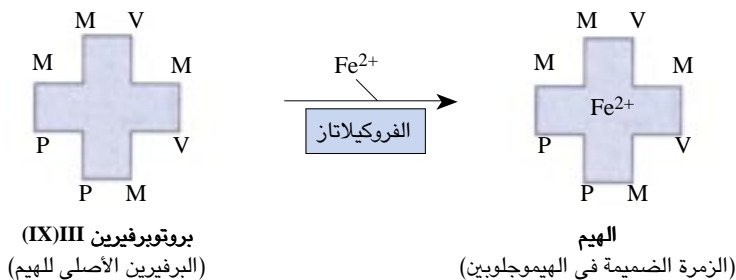 M V
M M
P V
P M
Fe2+
الفروكيلاتاز
M V
M M
Fe2+
P V
P M
بروتوبرفيرين III(IX)
(البرفيرين الأصلي للهيم)
الهيم
(الزمرة الضميمة في الهيموجلوبين)